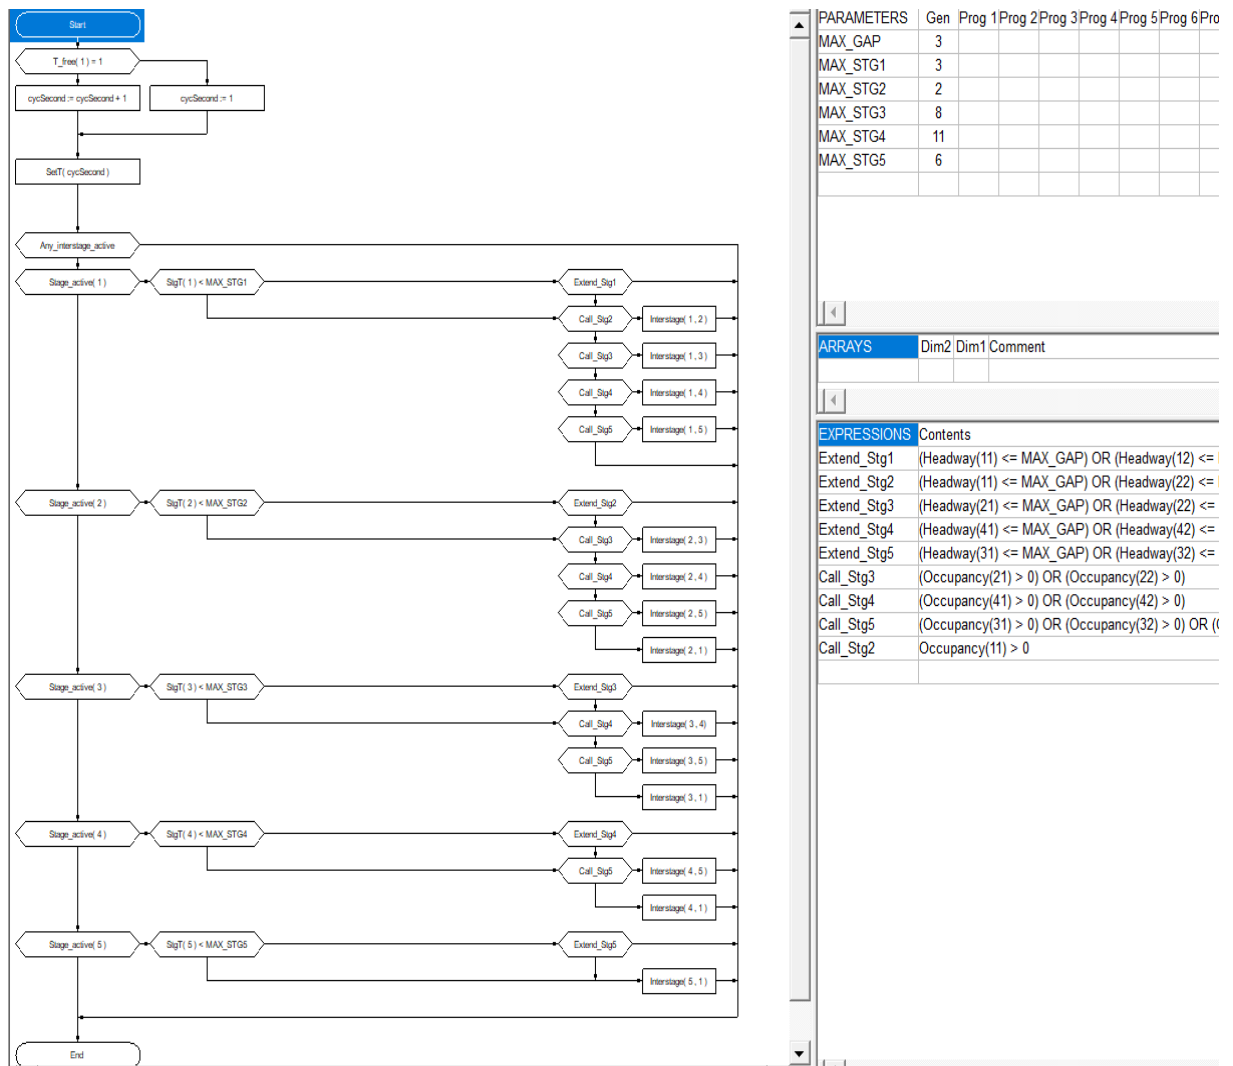 Start
T_free( 1 ) = 1
cycSecond := cycSecond + 1
cycSecond := 1
SetT( cycSecond )
Any_interstage_active
Stage_active( 1 )
StgT( 1 ) < MAX_STG1
Extend_Stg1
Call_Stg2
Interstage( 1 , 2 )
Call_Stg3
Interstage( 1 , 3 )
Call_Stg4
Interstage( 1 , 4 )
Call_Stg5
Interstage( 1 , 5 )
Stage_active( 2 )
StgT( 2 ) < MAX_STG2
Extend_Stg2
Call_Stg3
Interstage( 2 , 3 )
Call_Stg4
Interstage( 2 , 4 )
Call_Stg5
Interstage( 2 , 5 )
Interstage( 2 , 1 )
Stage_active( 3 )
StgT( 3 ) < MAX_STG3
Extend_Stg3
Call_Stg4
Interstage( 3 , 4)
Call_Stg5
Interstage( 3 , 5 )
Interstage( 3 , 1 )
Stage_active( 4 )
StgT( 4 ) < MAX_STG4
Extend_Stg4
Call_Stg5
Interstage( 4 , 5 )
Interstage( 4 , 1 )
Stage_active( 5 )
StgT( 5 ) < MAX_STG5
Extend_Stg5
Interstage( 5 , 1 )
End
PARAMETERS Gen Prog 1 Prog 2 Prog 3 Prog 4 Prog 5 Prog 6 Pro
MAX_GAP 3
MAX_STG1 3
MAX_STG2 2
MAX_STG3 8
MAX_STG4 11
MAX_STG5 6
ARRAYS Dim2 Dim1 Comment
EXPRESSIONS Contents
Extend_Stg1 (Headway(11) <= MAX_GAP) OR (Headway(12) <=
Extend_Stg2 (Headway(11) <= MAX_GAP) OR (Headway(22) <=
Extend_Stg3 (Headway(21) <= MAX_GAP) OR (Headway(22) <=
Extend_Stg4 (Headway(41) <= MAX_GAP) OR (Headway(42) <=
Extend_Stg5 (Headway(31) <= MAX_GAP) OR (Headway(32) <=
Call_Stg3 (Occupancy(21) > 0) OR (Occupancy(22) > 0)
Call_Stg4 (Occupancy(41) > 0) OR (Occupancy(42) > 0)
Call_Stg5 (Occupancy(31) > 0) OR (Occupancy(32) > 0) OR (
Call_Stg2 Occupancy(11) > 0